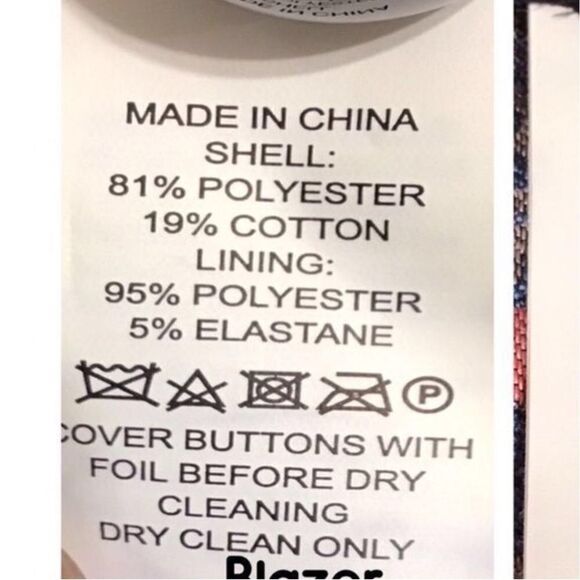 MADE IN CHINA
SHELL:
81% POLYESTER
19% COTTON
LINING:
95% POLYESTER
5% ELASTANE
P
COVER BUTTONS WITH
FOIL BEFORE DRY
CLEANING
DRY CLEAN ONLY
Blazer